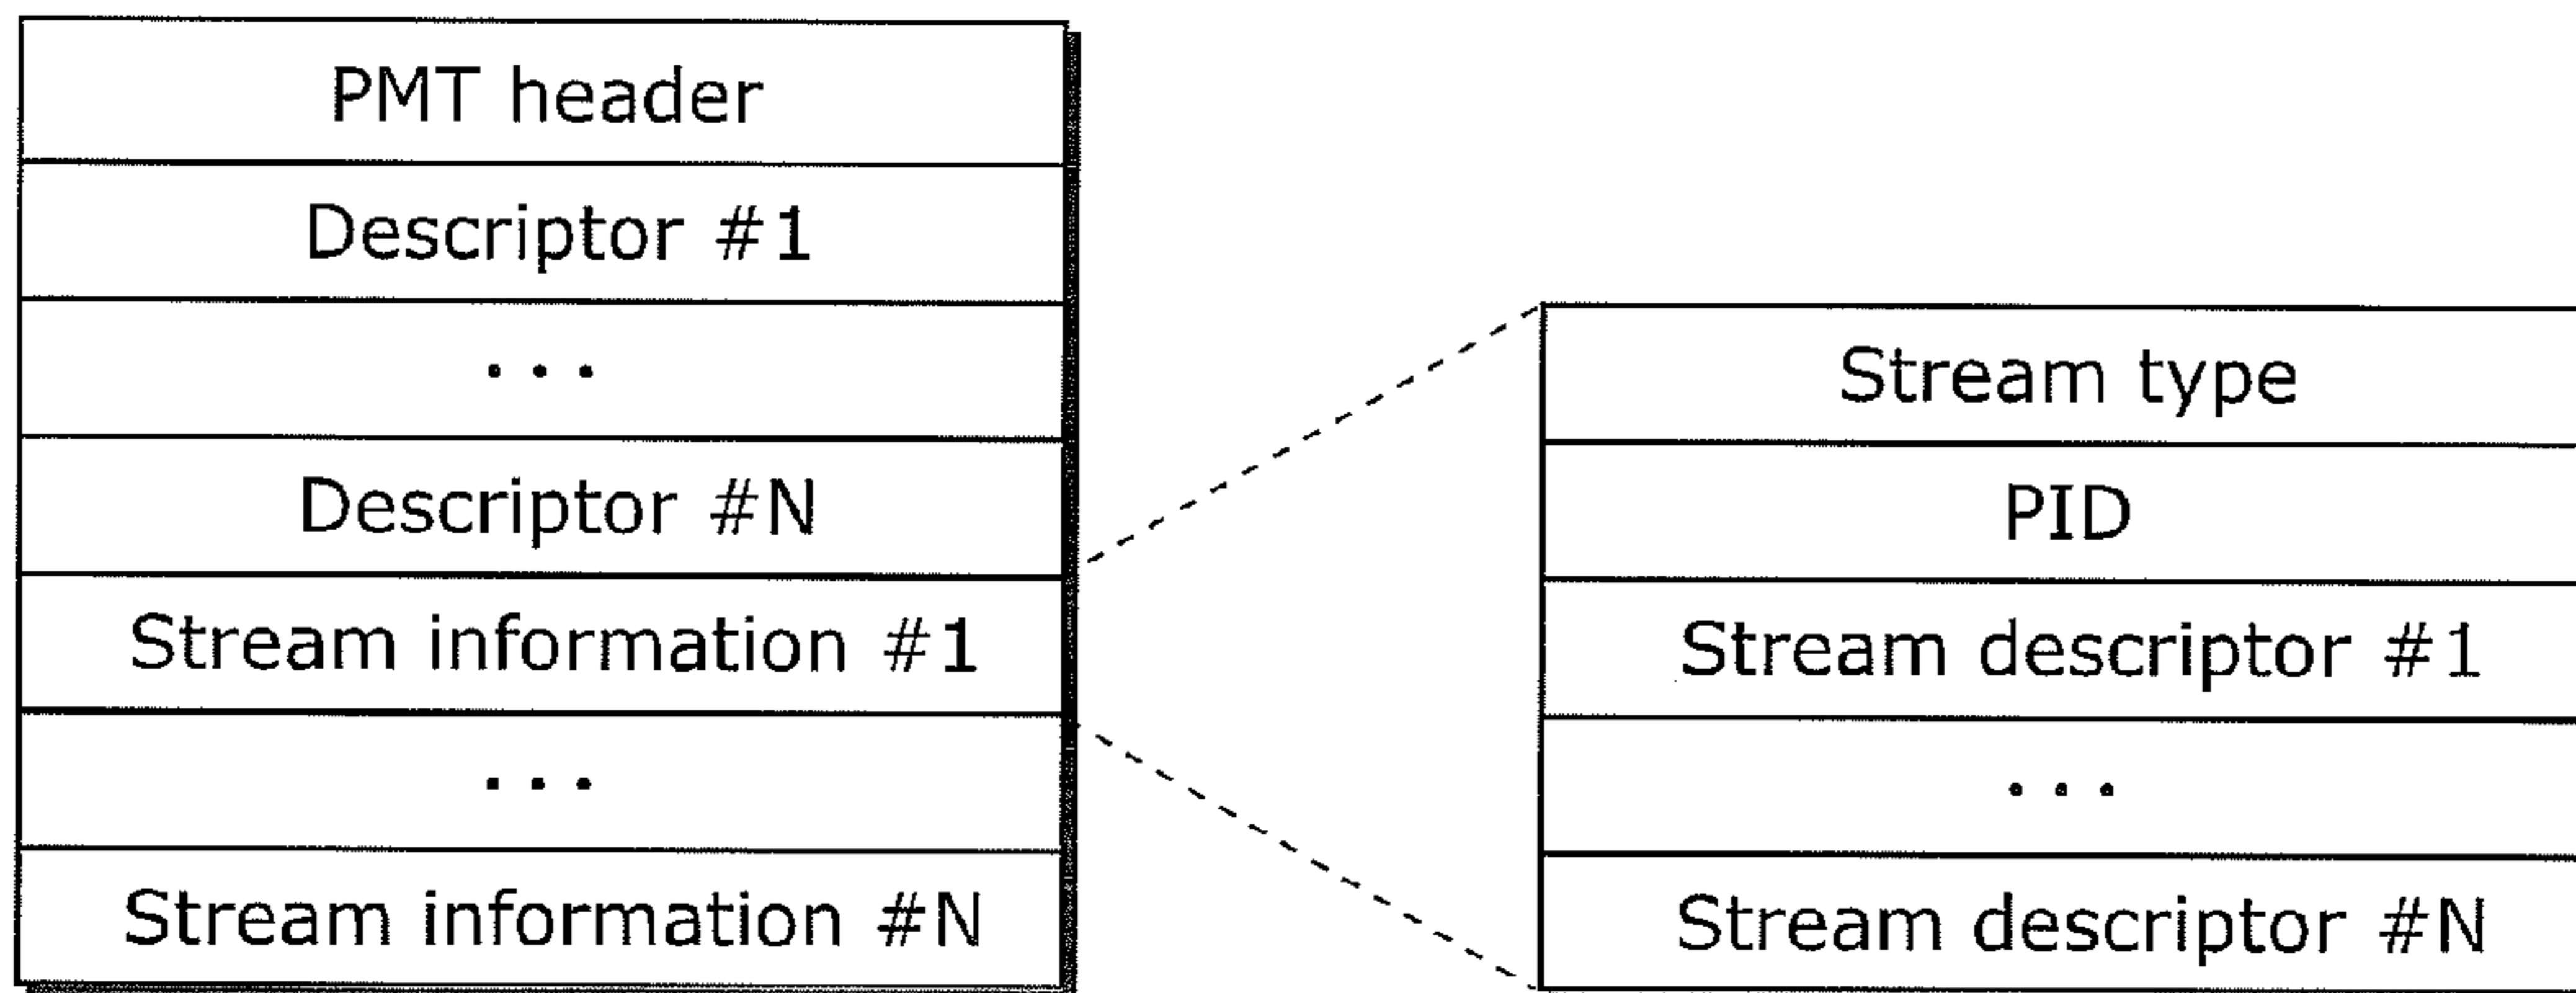 PMT header
Descriptor #1
...
Descriptor #N
Stream information #1
...
Stream information #N
Stream type
PID
Stream descriptor #1
...
Stream descriptor #N